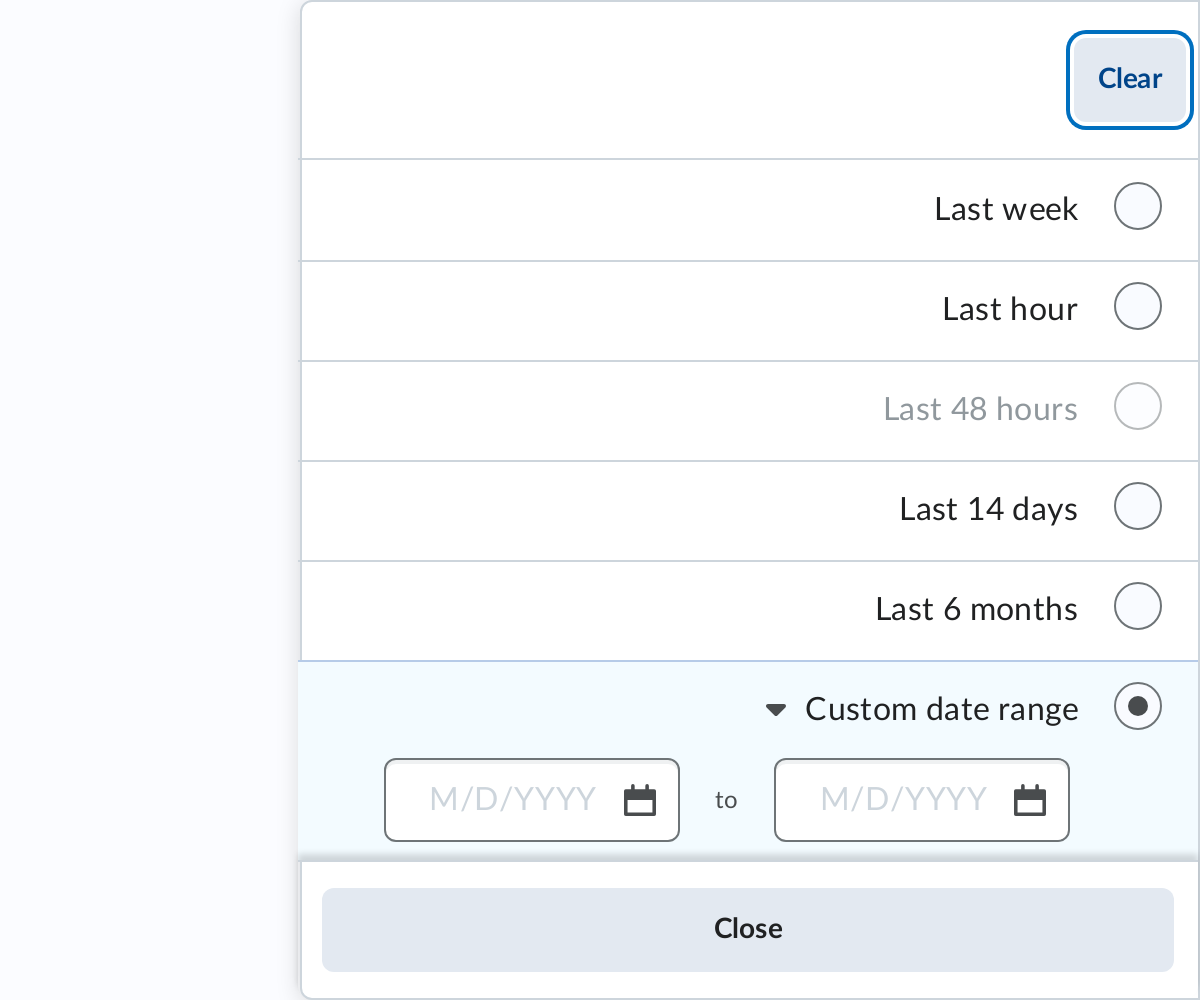 Clear
Last week
Last hour
Last 48 hours
Last 14 days
Last 6 months
Custom date range
M/D/YYYY to M/D/YYYY
Close